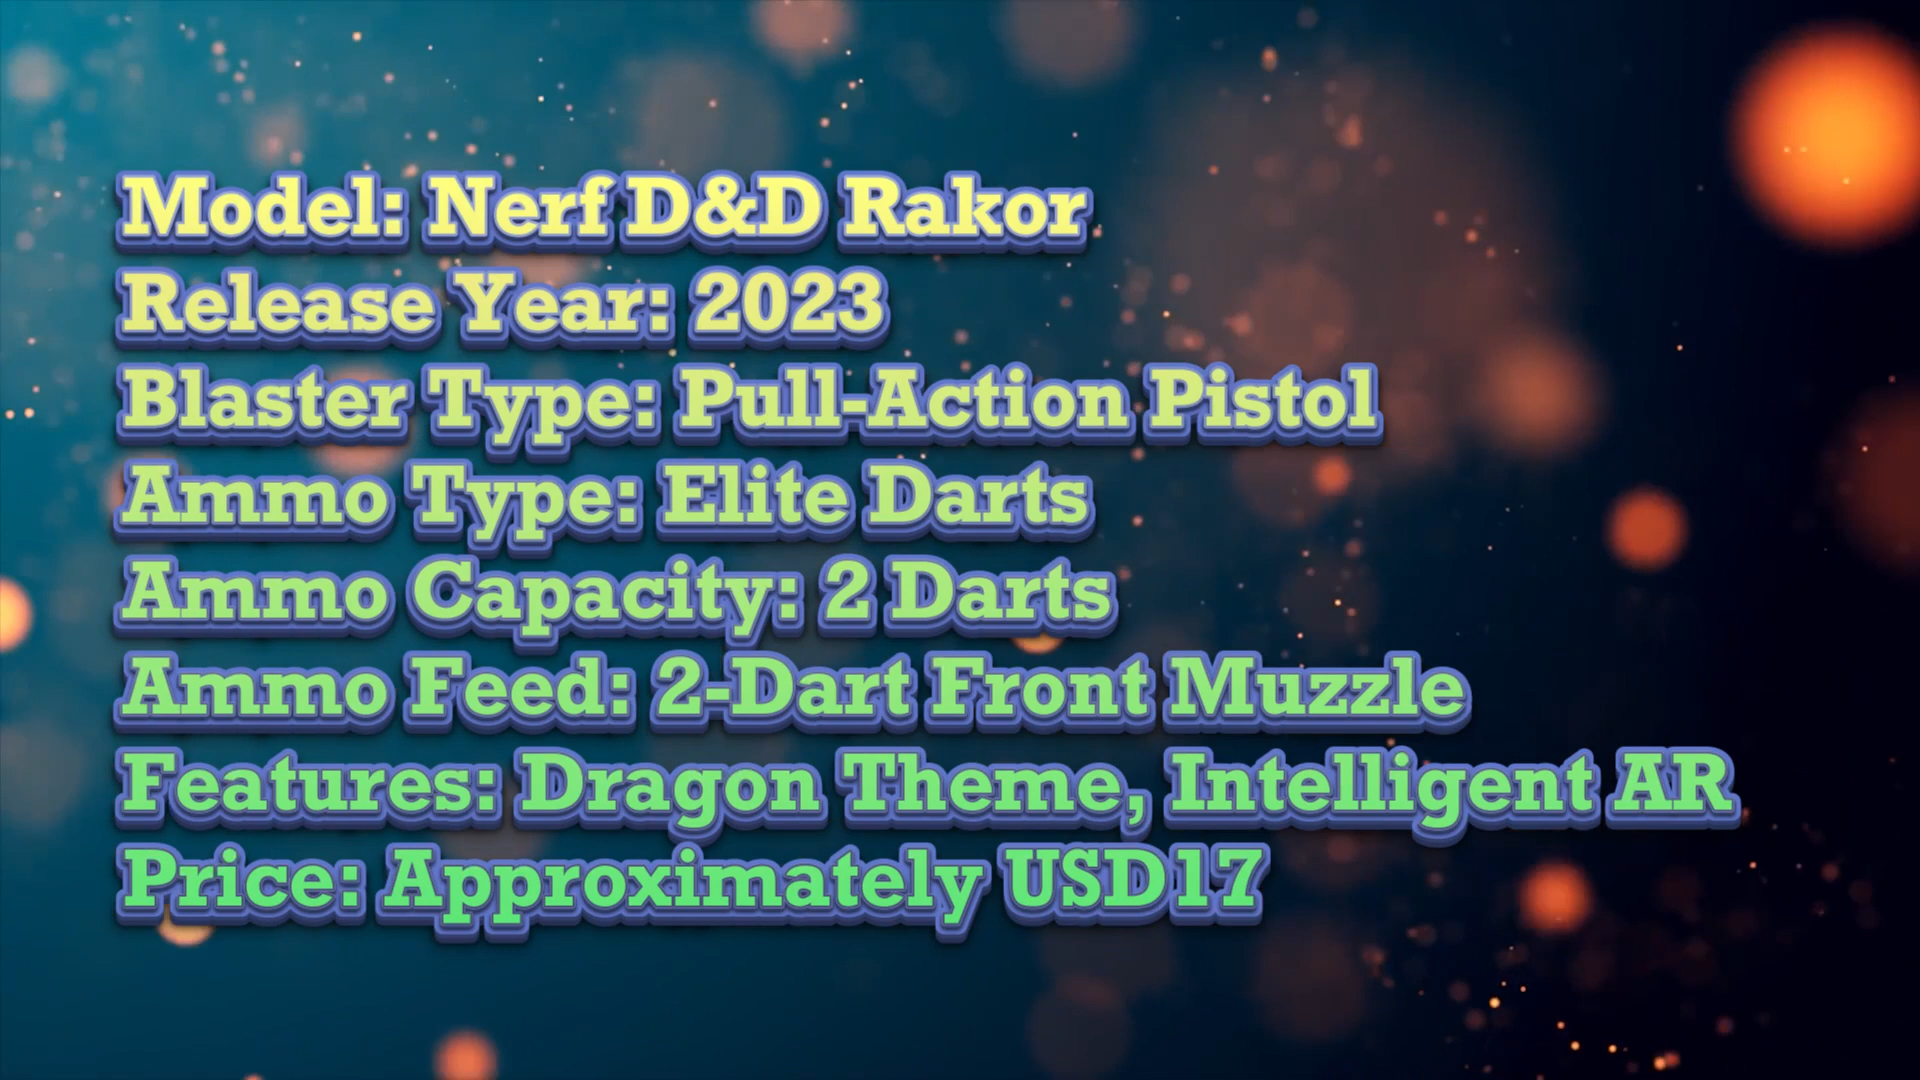 Model: Nerf D&D Rakor
Release Year: 2023
Blaster Type: Pull-Action Pistol
Ammo Type: Elite Darts
Ammo Capacity: 2 Darts
Ammo Feed: 2-Dart Front Muzzle
Features: Dragon Theme, Intelligent AR
Price: Approximately USD17